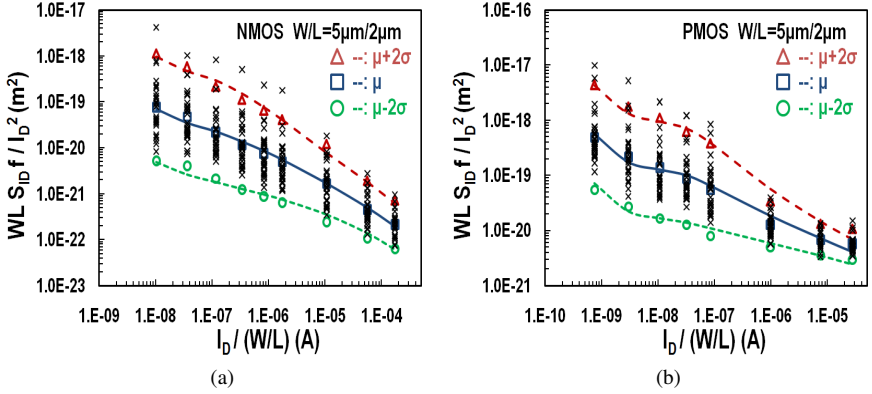 NMOS W/L=5µm/2µm
--: µ+2σ
--: µ
--: µ-2σ
WL S_ID f / I_D^2 (m^2)
1.0E-17
1.0E-18
1.0E-19
1.0E-20
1.0E-21
1.0E-22
1.0E-23
1.E-09 1.E-08 1.E-07 1.E-06 1.E-05 1.E-04
I_D / (W/L) (A)
(a)
PMOS W/L=5µm/2µm
--: µ+2σ
--: µ
--: µ-2σ
WL S_ID f / I_D^2 (m^2)
1.0E-16
1.0E-17
1.0E-18
1.0E-19
1.0E-20
1.0E-21
1.E-10 1.E-09 1.E-08 1.E-07 1.E-06 1.E-05
I_D / (W/L) (A)
(b)